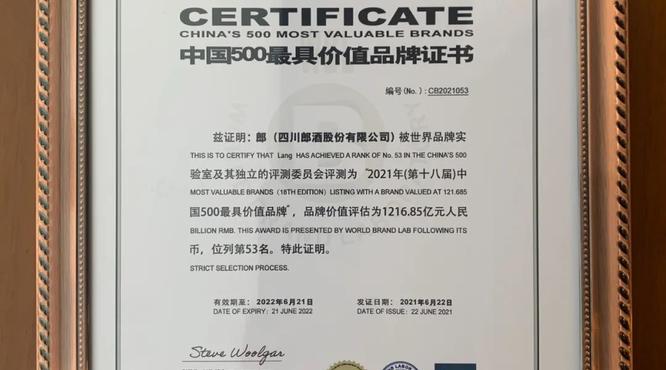 CERTIFICATE
CHINA'S 500 MOST VALUABLE BRANDS
中国500最具价值品牌证书
编号(No.) : CB2021053
兹证明：郎（四川郎酒股份有限公司）被世界品牌实
THIS IS TO CERTIFY THAT Lang HAS ACHIEVED A RANK OF No. 53 IN THE CHINA'S 500
验室及其独立的评测委员会评测为“2021年(第十八届)中
MOST VALUABLE BRANDS (18TH EDITION) LISTING WITH A BRAND VALUED AT 121.685
国500最具价值品牌”，品牌价值评估为1216.85亿元人民
BILLION RMB. THIS AWARD IS PRESENTED BY WORLD BRAND LAB FOLLOWING ITS
币，位列第53名。特此证明。
STRICT SELECTION PROCESS.
有效期至：2022年6月21日 发证日期：2021年6月22日
DATE OF EXPIRY: 21 JUNE 2022 DATE OF ISSUE: 22 JUNE 2021
Steve Woolgar